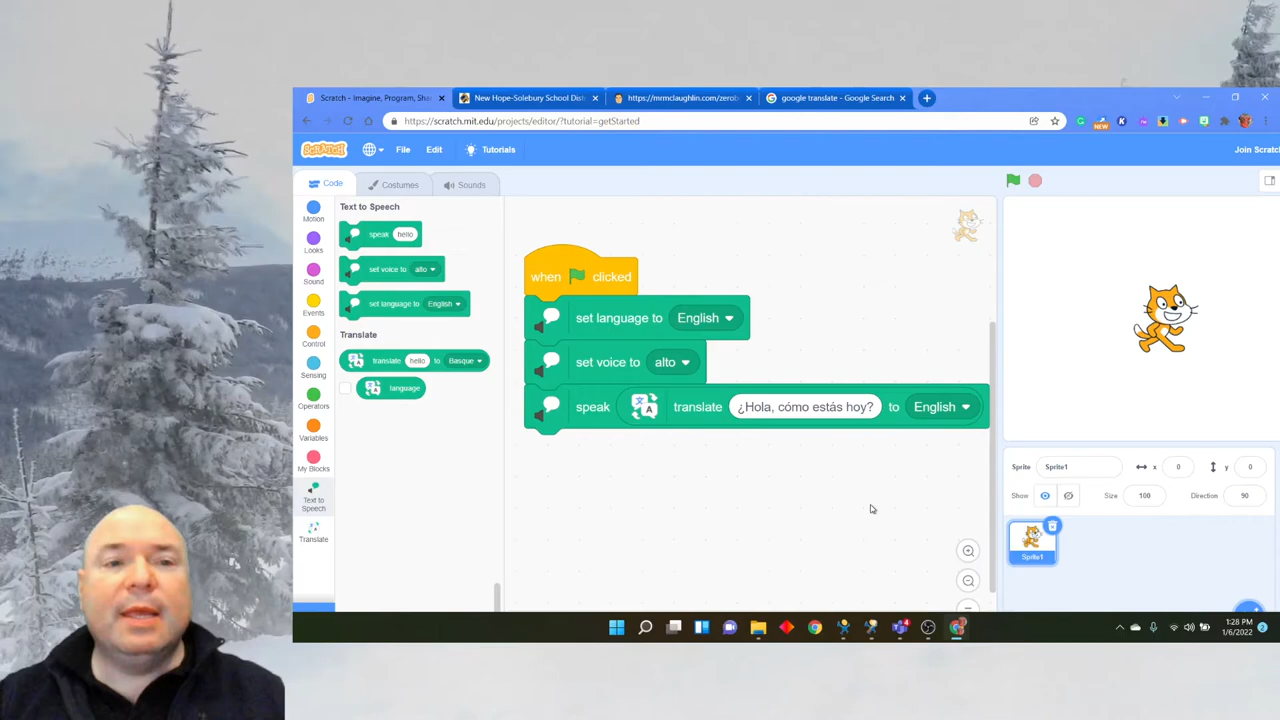 Scratch - Imagine, Program, Shar
New Hope-Solebury School Distr
https://mrmclaughlin.com/zerob
google translate - Google Search
https://scratch.mit.edu/projects/editor/?tutorial=getStarted
NEW
SCRATCH
File
Edit
Tutorials
Join Scratc
Code
Costumes
Sounds
Motion
Looks
Sound
Events
Control
Sensing
Operators
Variables
My Blocks
Text to
Speech
Translate
Text to Speech
speak hello
set voice to alto
set language to English
Translate
translate hello to Basque
language
when clicked
set language to English
set voice to alto
speak translate ¿Hola, cómo estás hoy? to English
Sprite Sprite1 x 0 y 0
Show Size 100 Direction 90
Sprite1
1:28 PM
1/6/2022